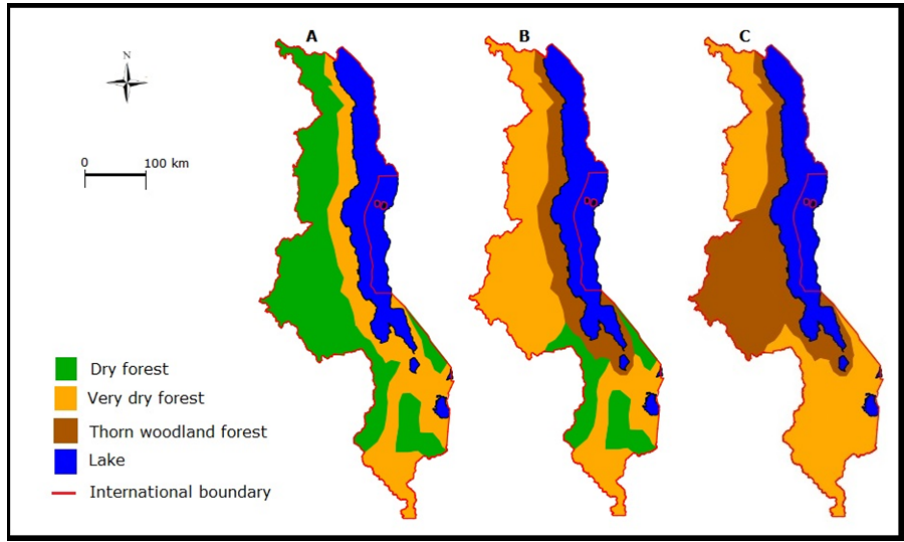 A
B
C
N
0 100 km
Dry forest
Very dry forest
Thorn woodland forest
Lake
International boundary